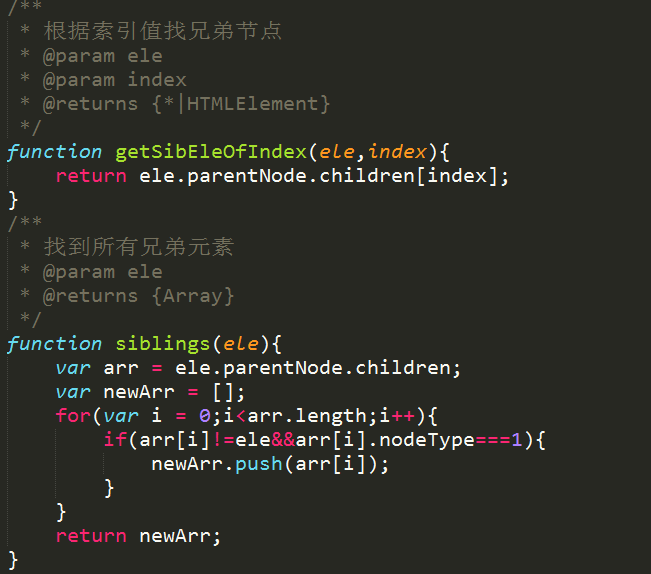 /**
 * 根据索引值找兄弟节点
 * @param ele
 * @param index
 * @returns {*|HTMLElement}
 */
function getSibEleOfIndex(ele,index){
    return ele.parentNode.children[index];
}
/**
 * 找到所有兄弟元素
 * @param ele
 * @returns {Array}
 */
function siblings(ele){
    var arr = ele.parentNode.children;
    var newArr = [];
    for(var i = 0;i<arr.length;i++){
        if(arr[i]!=ele&&arr[i].nodeType===1){
            newArr.push(arr[i]);
        }
    }
    return newArr;
}